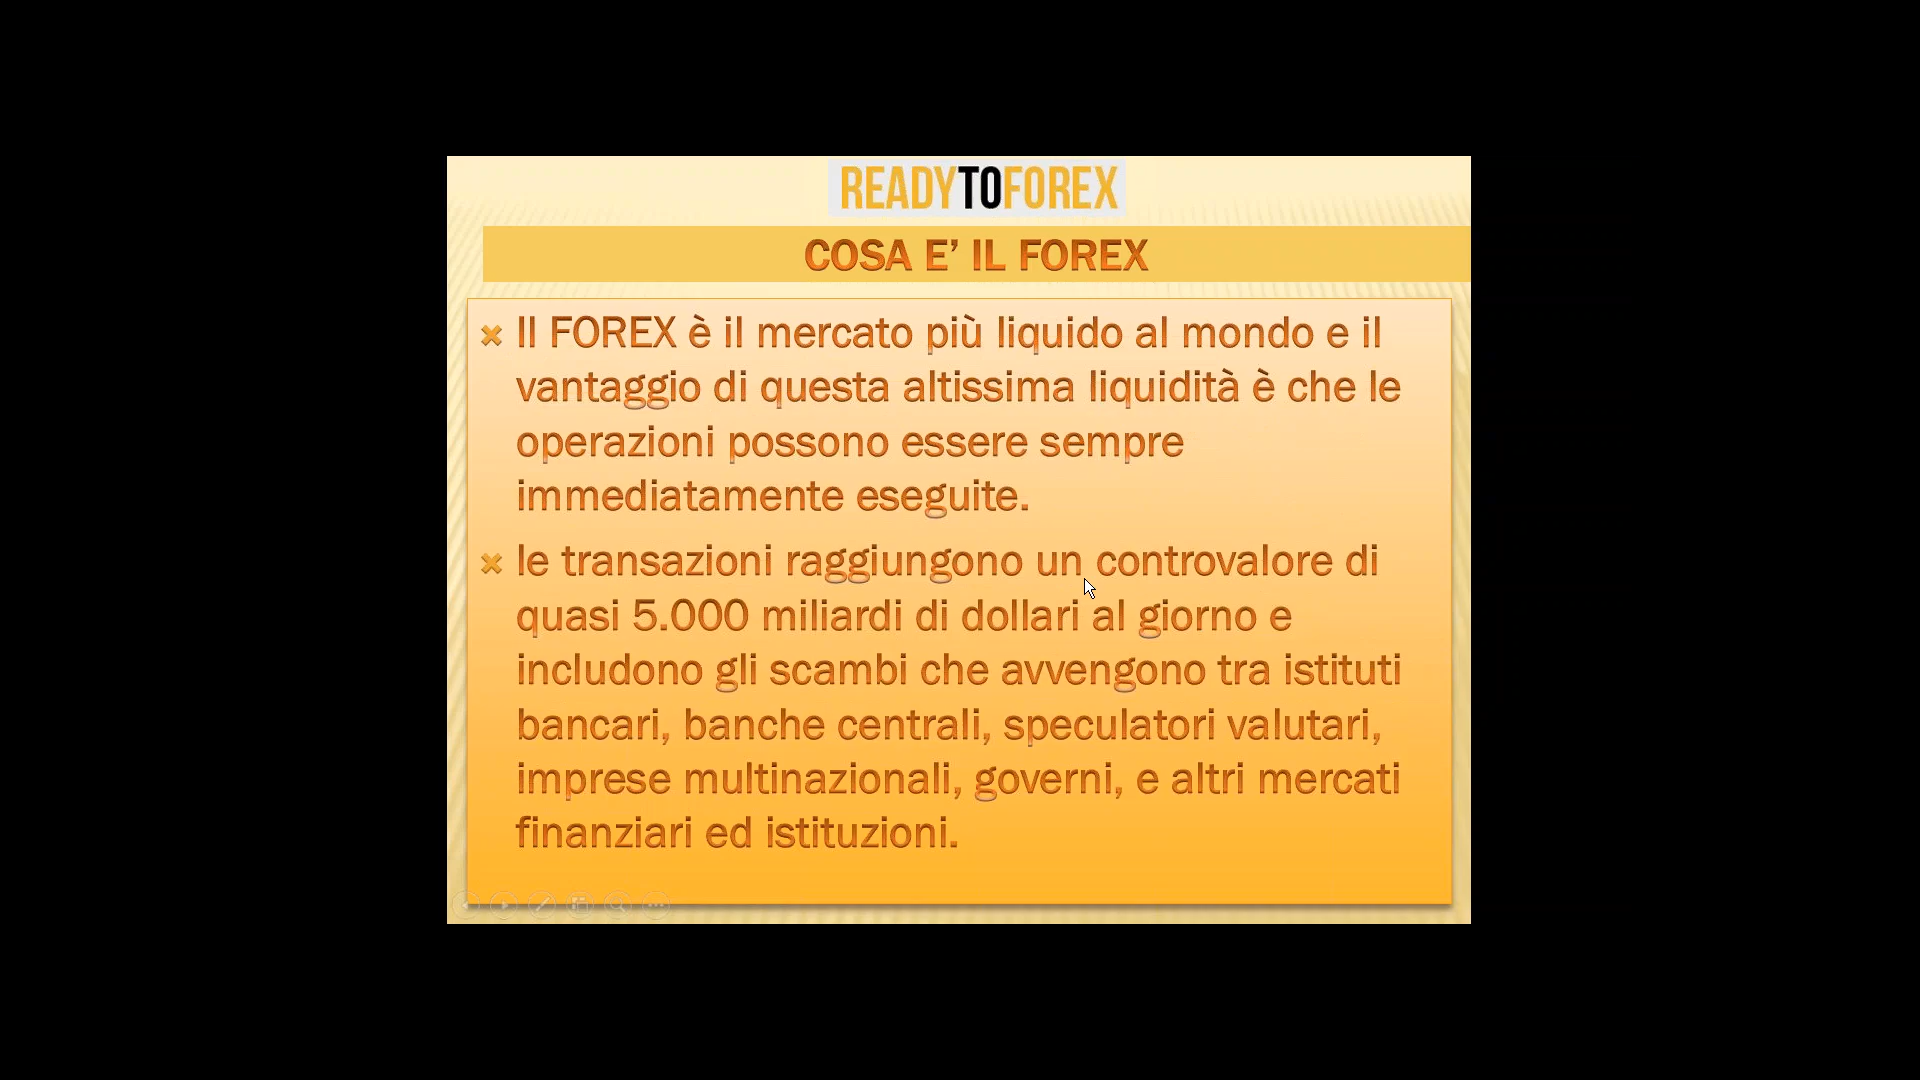 READYTOFOREX
COSA E’ IL FOREX
Il FOREX è il mercato più liquido al mondo e il
vantaggio di questa altissima liquidità è che le
operazioni possono essere sempre
immediatamente eseguite.
le transazioni raggiungono un controvalore di
quasi 5.000 miliardi di dollari al giorno e
includono gli scambi che avvengono tra istituti
bancari, banche centrali, speculatori valutari,
imprese multinazionali, governi, e altri mercati
finanziari ed istituzioni.